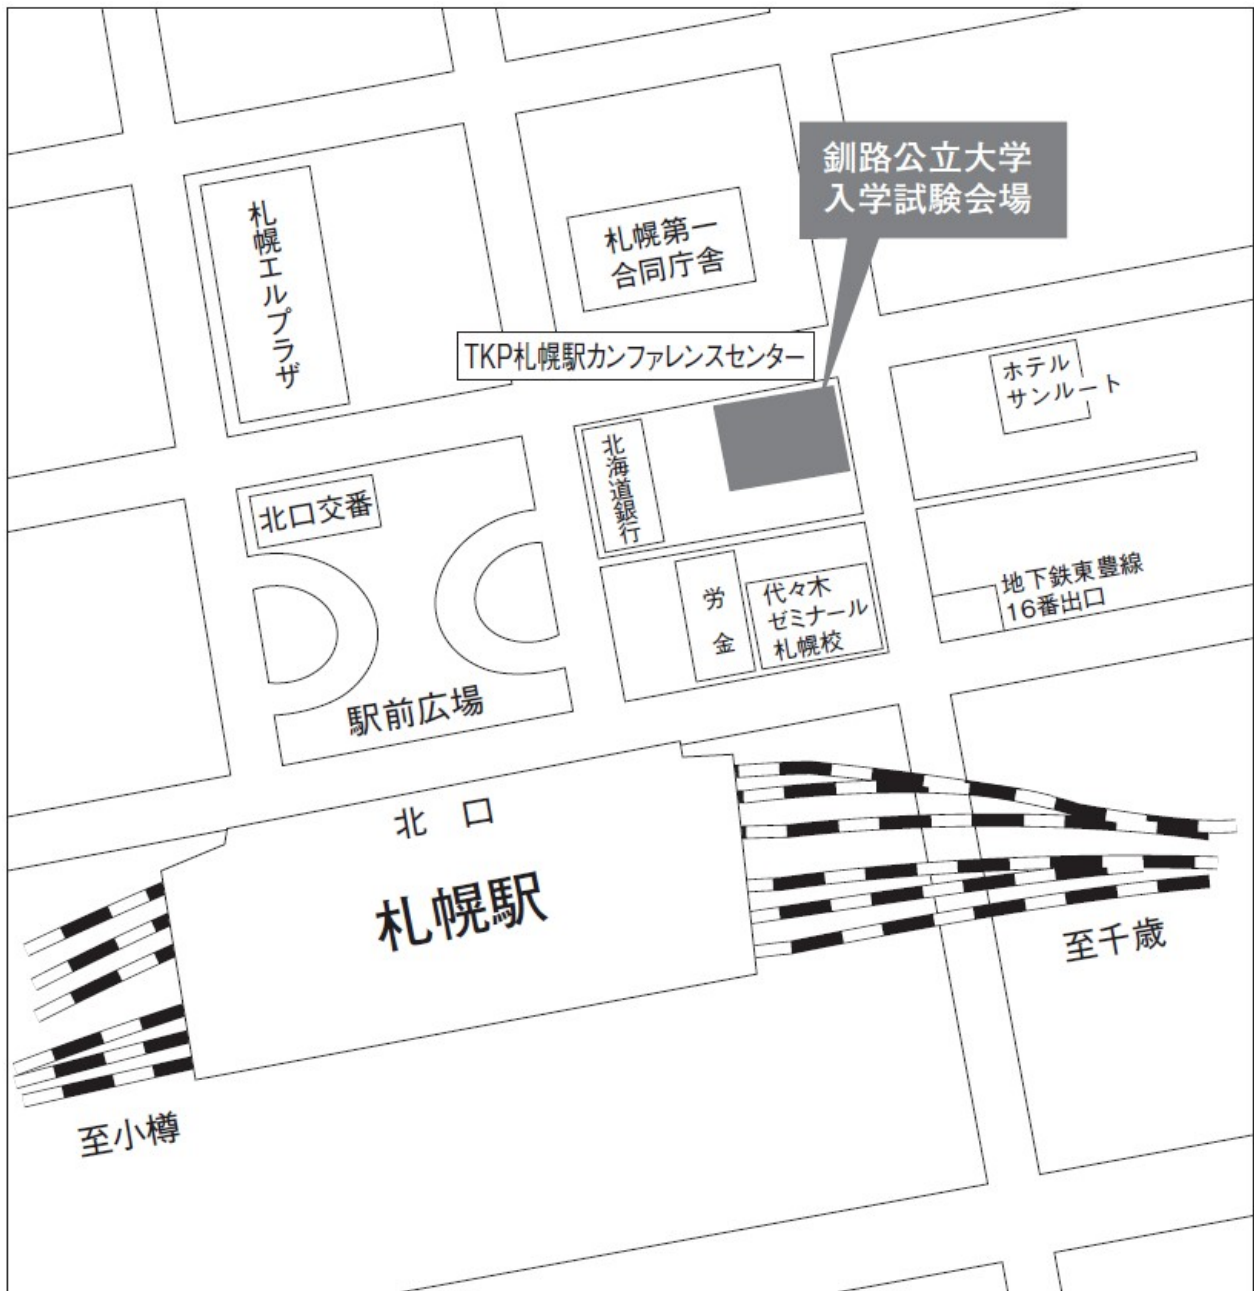 釧路公立大学
入学試験会場
札幌エルプラザ
札幌第一
合同庁舎
TKP札幌駅カンファレンスセンター
ホテル
サンルート
北海道銀行
北口交番
労金
代々木
ゼミナール
札幌校
地下鉄東豊線
16番出口
駅前広場
北口
札幌駅
至千歳
至小樽